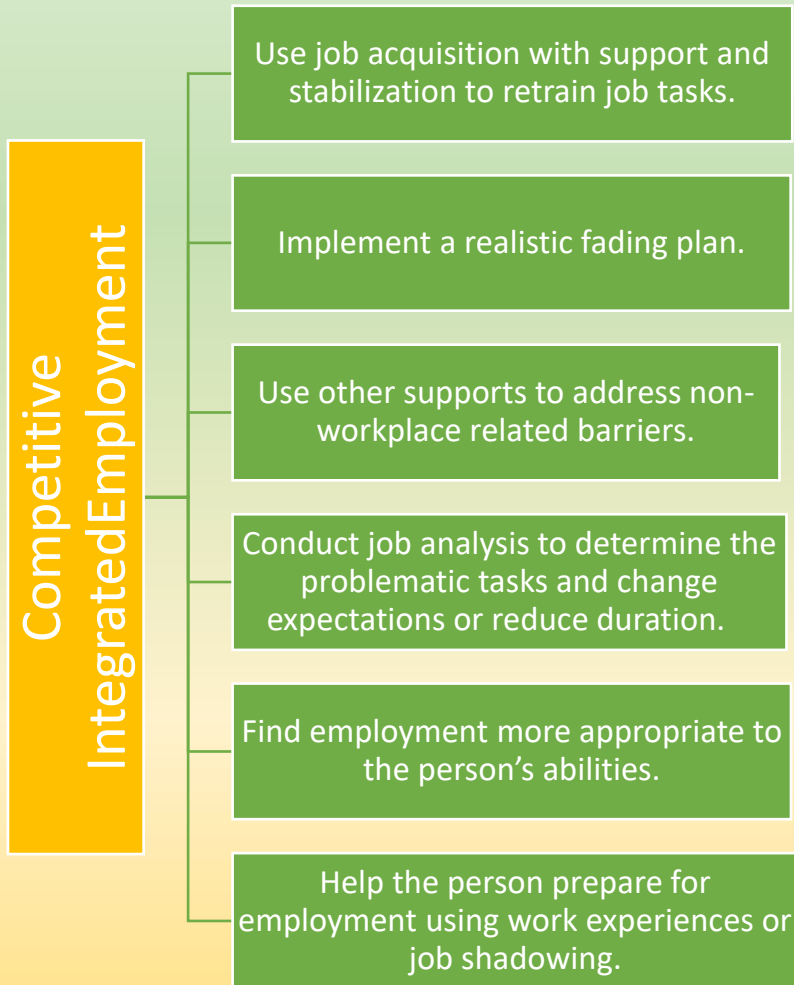 Competitive
IntegratedEmployment
Use job acquisition with support and
stabilization to retrain job tasks.
Implement a realistic fading plan.
Use other supports to address non-
workplace related barriers.
Conduct job analysis to determine the
problematic tasks and change
expectations or reduce duration.
Find employment more appropriate to
the person’s abilities.
Help the person prepare for
employment using work experiences or
job shadowing.